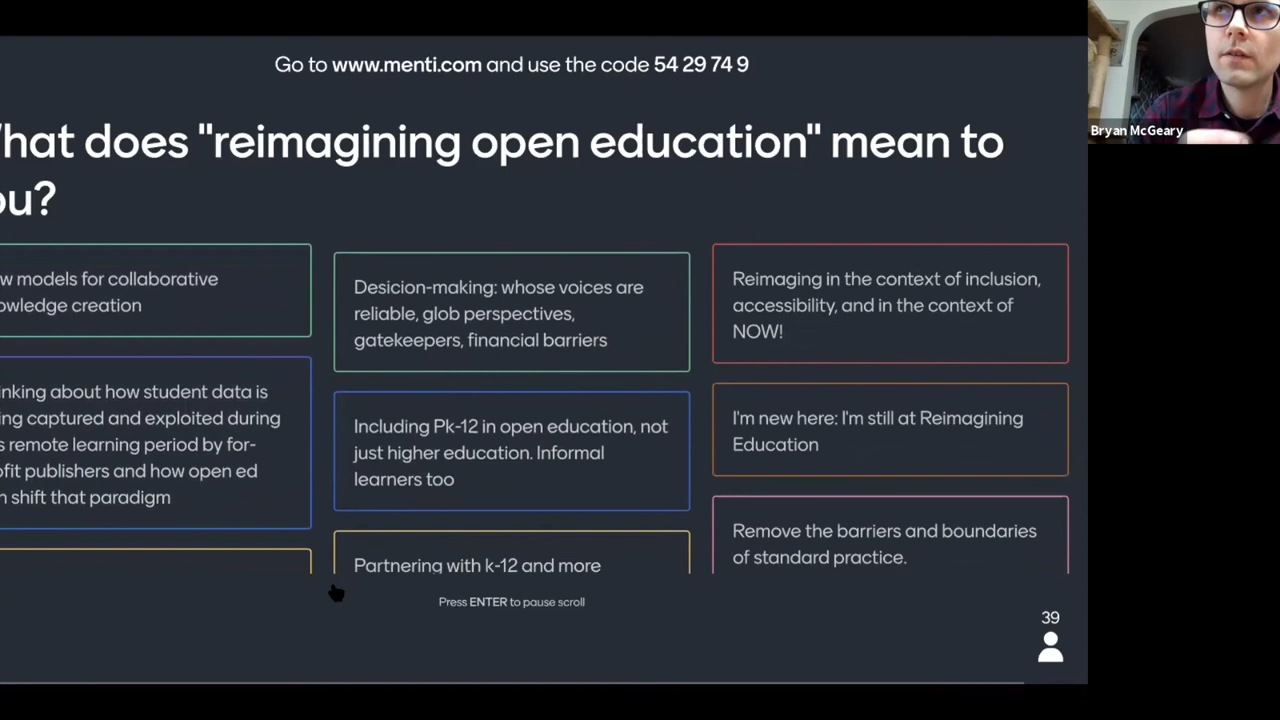 Go to www.menti.com and use the code 54 29 74 9
hat does "reimagining open education" mean to
ou?
w models for collaborative
owledge creation
inking about how student data is
ing captured and exploited during
s remote learning period by for-
ofit publishers and how open ed
n shift that paradigm
Desicion-making: whose voices are
reliable, glob perspectives,
gatekeepers, financial barriers
Including Pk-12 in open education, not
just higher education. Informal
learners too
Partnering with k-12 and more
Reimaging in the context of inclusion,
accessibility, and in the context of
NOW!
I'm new here: I'm still at Reimagining
Education
Remove the barriers and boundaries
of standard practice.
Press ENTER to pause scroll
39
Bryan McGeary